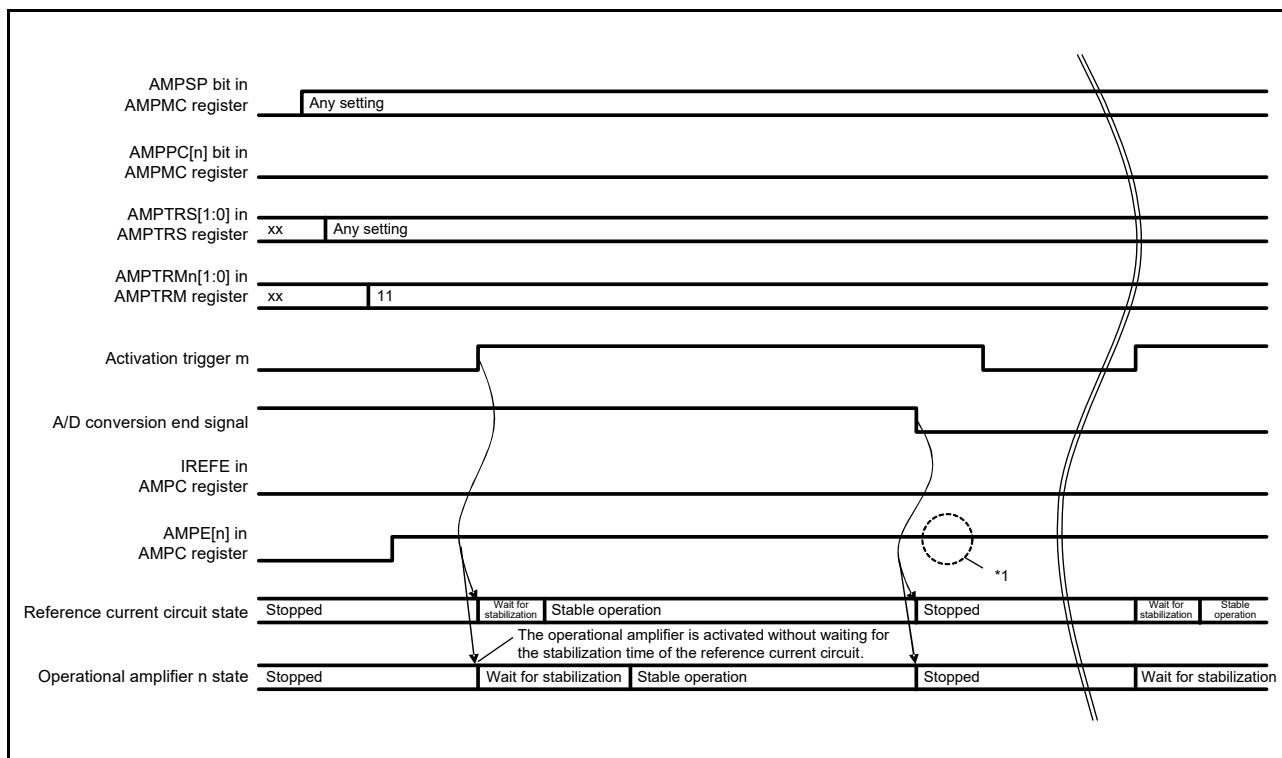 AMPSP bit in
AMPMC register
Any setting
AMPPC[n] bit in
AMPMC register
AMPTRS[1:0] in
AMPTRS register
xx
Any setting
AMPTRMn[1:0] in
AMPTRM register
xx
11
Activation trigger m
A/D conversion end signal
IREFE in
AMPC register
AMPE[n] in
AMPC register
*1
Reference current circuit state
Stopped
Wait for
stabilization
Stable operation
Stopped
Wait for
stabilization
Stable
operation
The operational amplifier is activated without waiting for
the stabilization time of the reference current circuit.
Operational amplifier n state
Stopped
Wait for stabilization
Stable operation
Stopped
Wait for stabilization